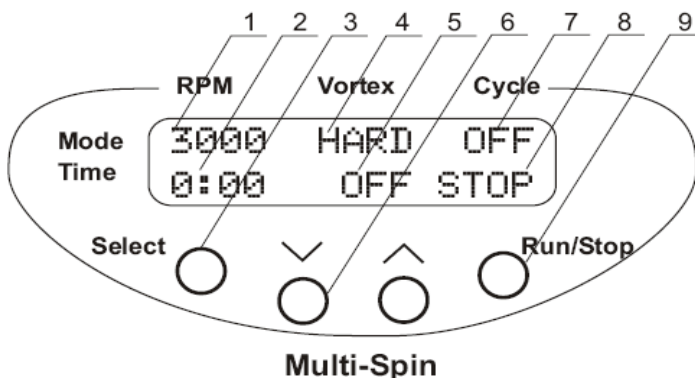 1 2 3 4 5 6 7 8 9
RPM Vortex Cycle
Mode 3000 HARD OFF
Time 0:00 OFF STOP
Select Run/Stop
Multi-Spin